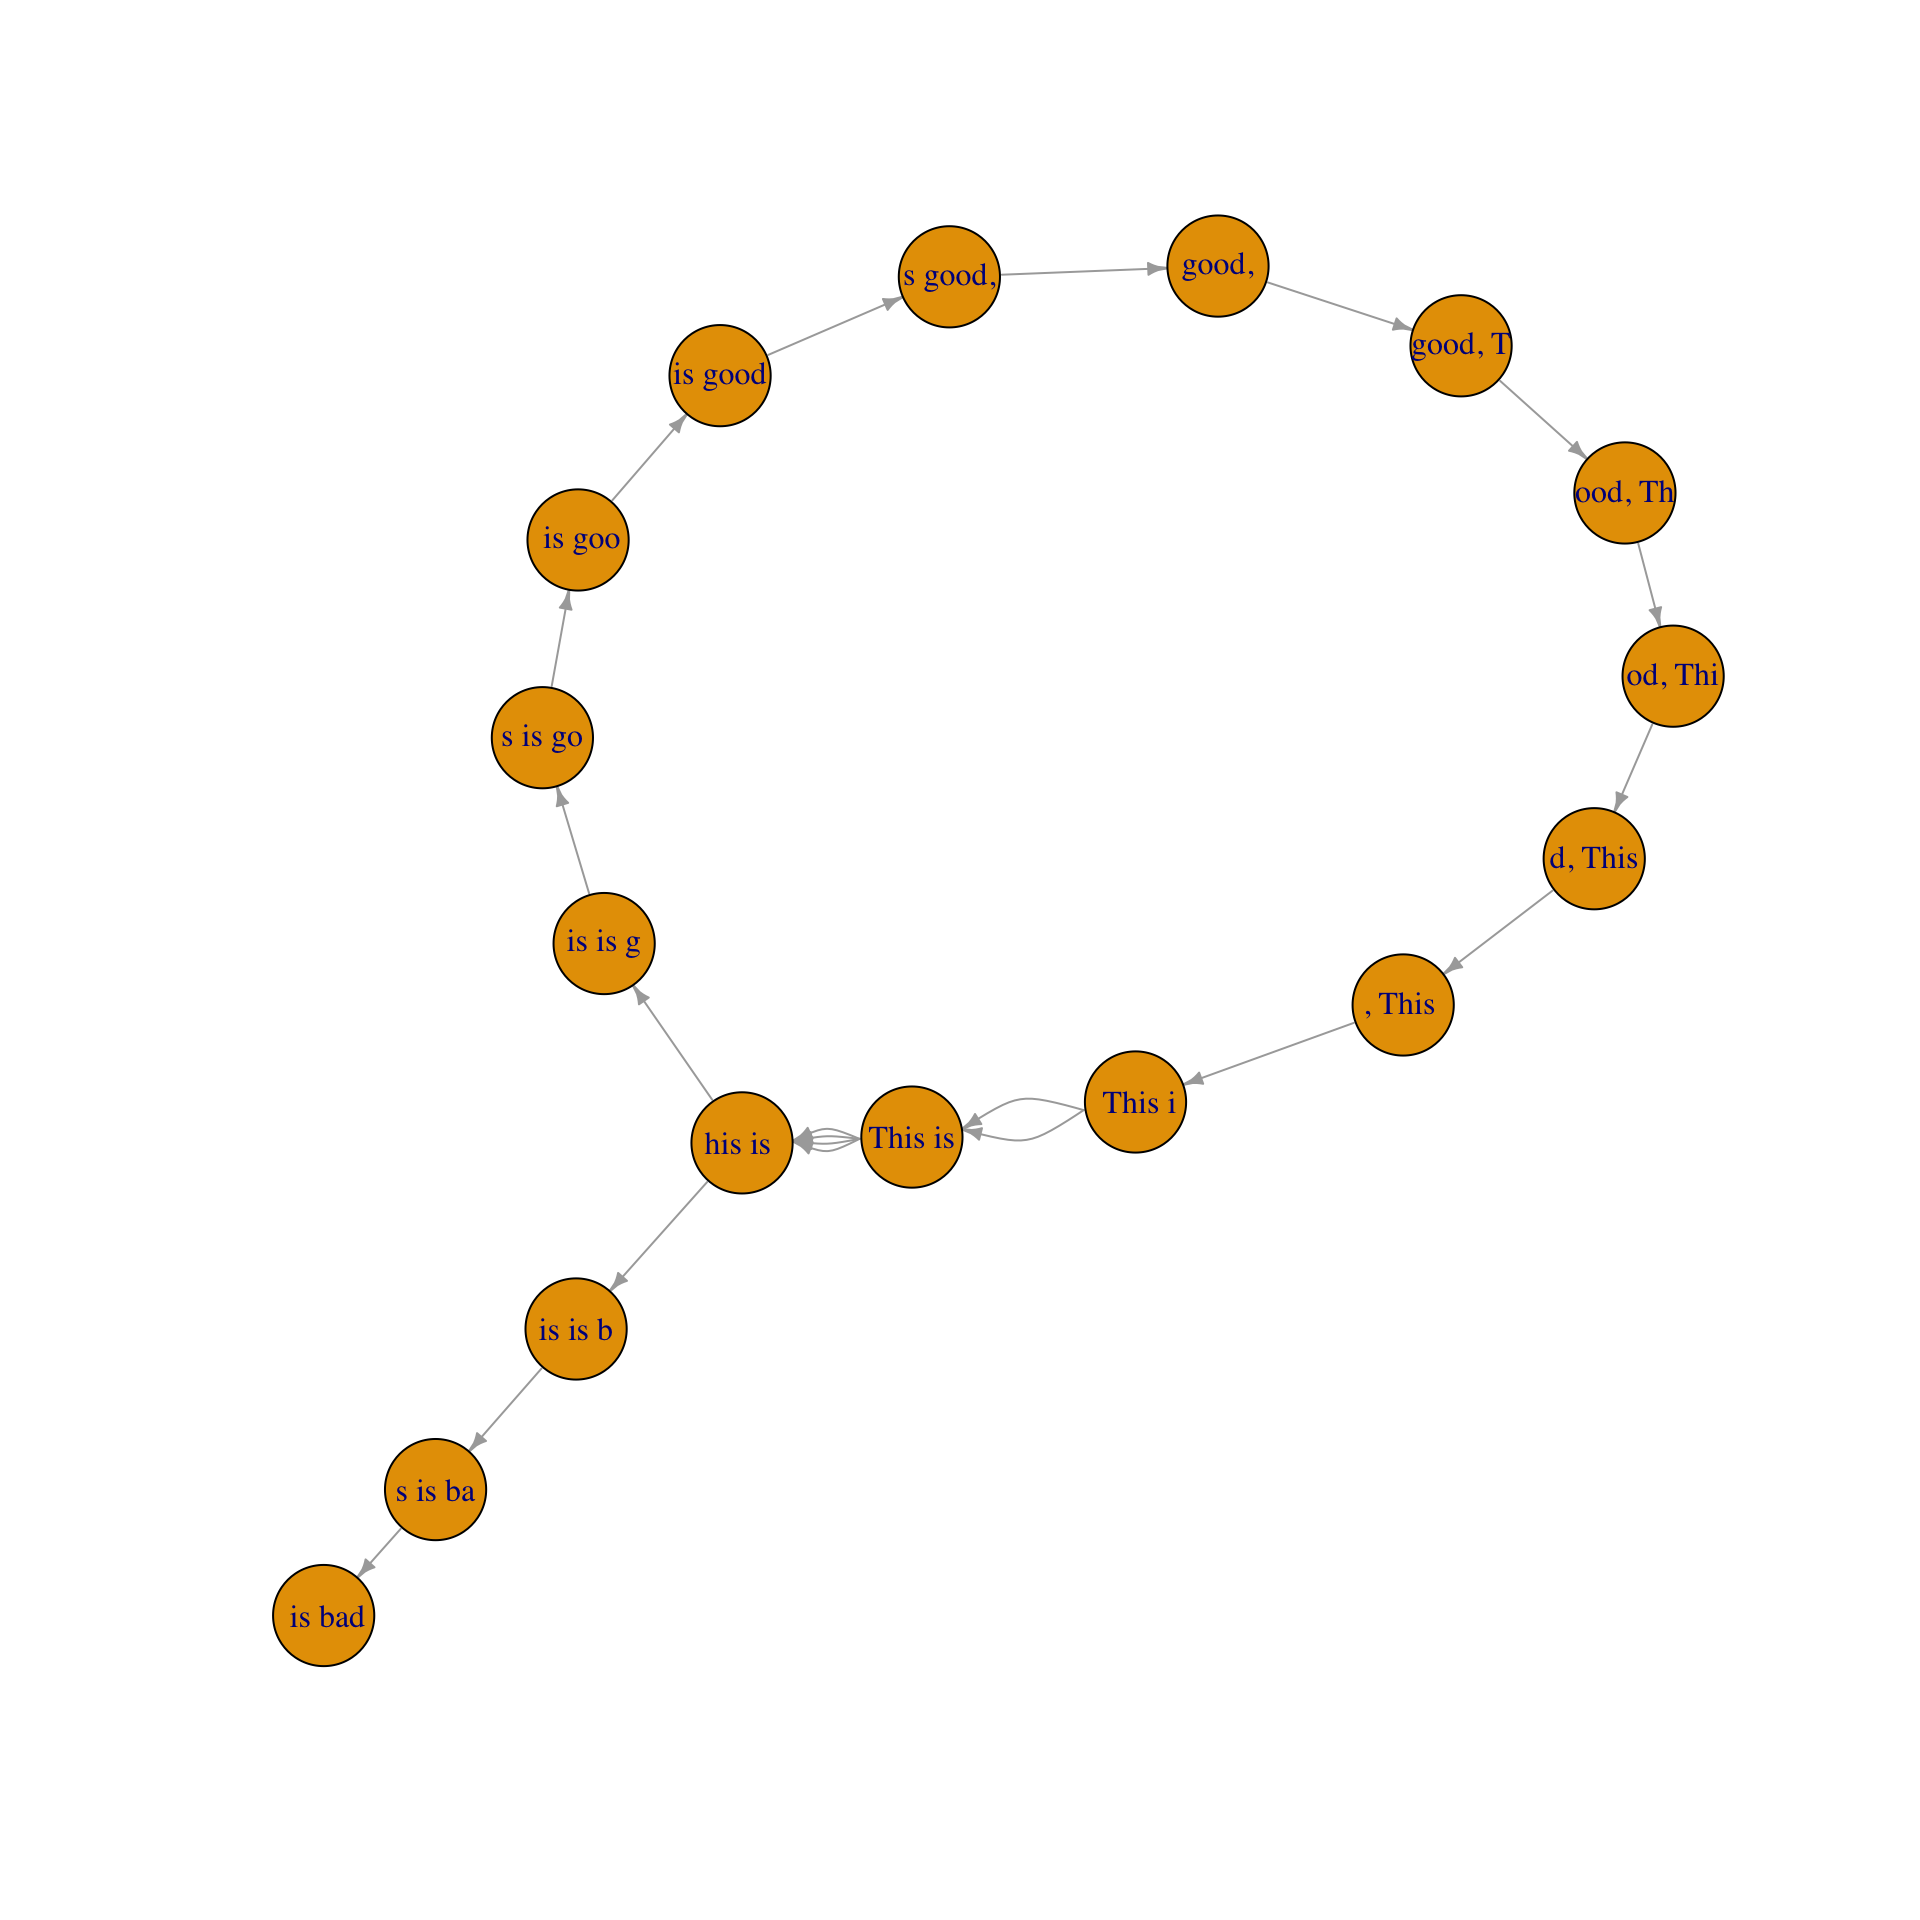 s good,
good,
good, T
is good
ood, Th
is goo
od, Thi
s is go
d, This
is is g
, This
This i
This is
his is
is is b
s is ba
is bad